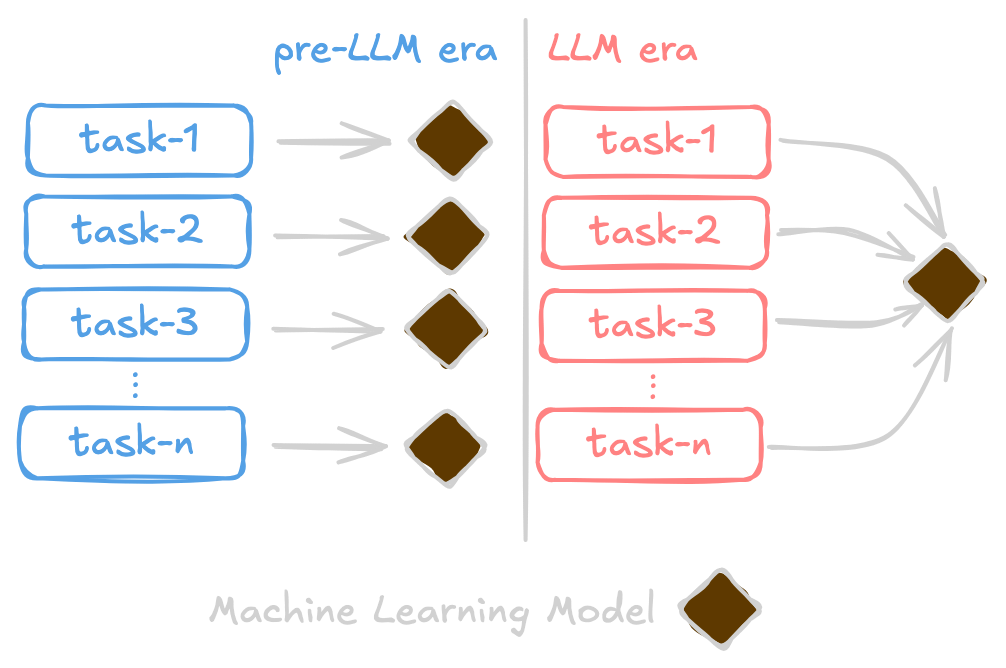 pre-LLM era
task-1
task-2
task-3
task-n
LLM era
task-1
task-2
task-3
task-n
Machine Learning Model